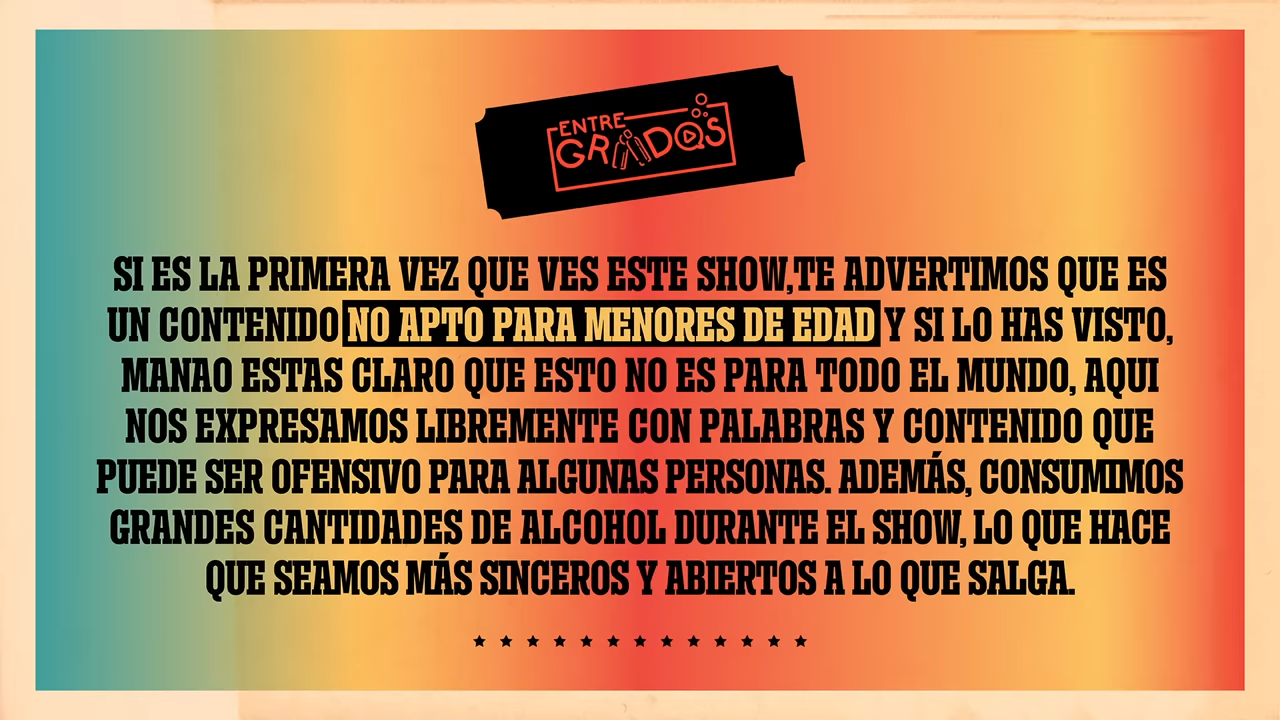 ENTRE
GRADOS
SI ES LA PRIMERA VEZ QUE VES ESTE SHOW,TE ADVERTIMOS QUE ES
UN CONTENIDO NO APTO PARA MENORES DE EDAD Y SI LO HAS VISTO,
MANAO ESTAS CLARO QUE ESTO NO ES PARA TODO EL MUNDO, AQUI
NOS EXPRESAMOS LIBREMENTE CON PALABRAS Y CONTENIDO QUE
PUEDE SER OFENSIVO PARA ALGUNAS PERSONAS. ADEMÁS, CONSUMIMOS
GRANDES CANTIDADES DE ALCOHOL DURANTE EL SHOW, LO QUE HACE
QUE SEAMOS MÁS SINCEROS Y ABIERTOS A LO QUE SALGA.